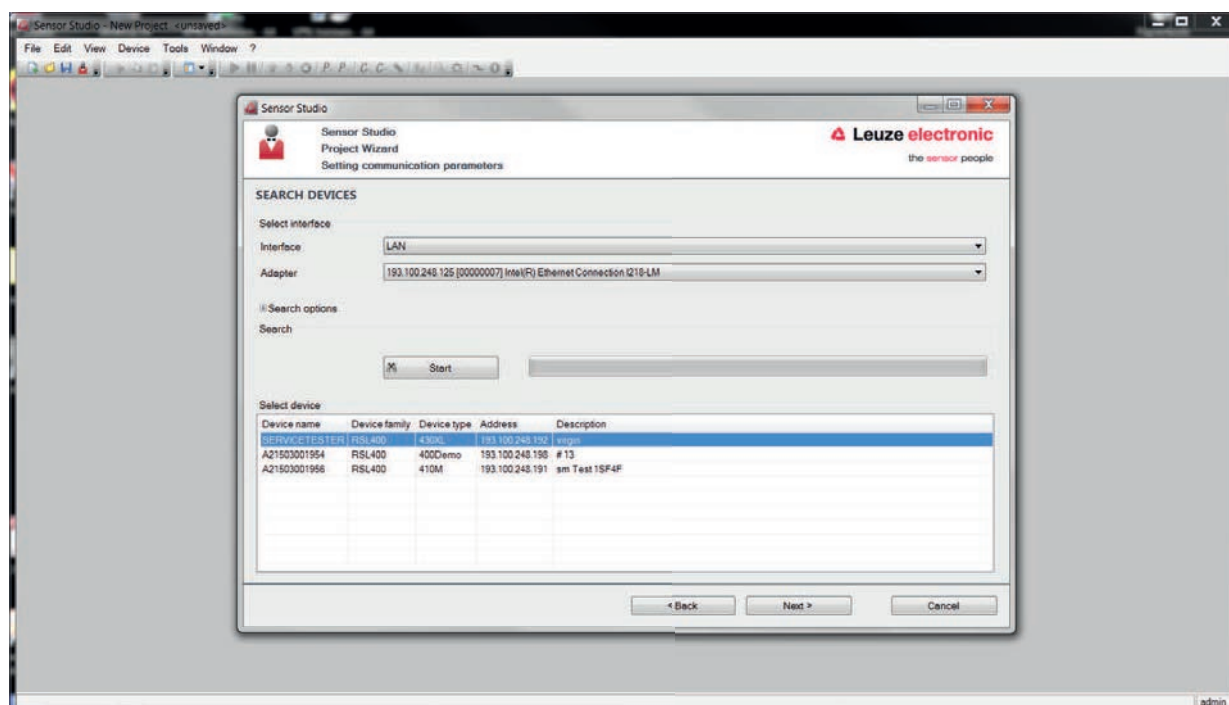 Sensor Studio - New Project <unsaved>
File Edit View Device Tools Window ?
Sensor Studio
Sensor Studio
Project Wizard
Setting communication parameters
Leuze electronic
the sensor people
SEARCH DEVICES
Select interface
Interface LAN
Adapter 193.100.248.125 [00000007] Intel(R) Ethernet Connection I218-LM
Search options
Search
Start
Select device
Device name Device family Device type Address Description
SERVICETESTER RSL400 430XL 193.100.248.192 virgin
A21503001954 RSL400 400Demo 193.100.248.198 # 13
A21503001956 RSL400 410M 193.100.248.191 sm Test 1SF4F
< Back Next > Cancel
admin